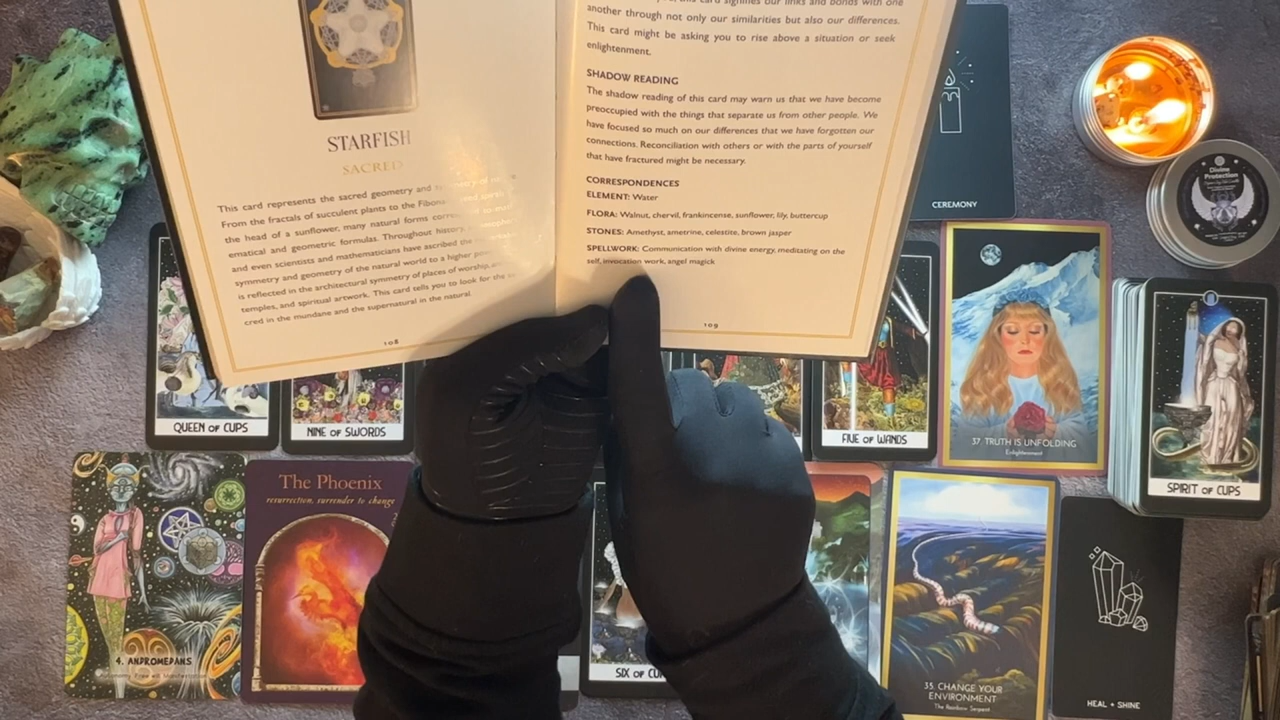 this card signifies our links and bonds with one
another through not only our similarities but also our differences.
This card might be asking you to rise above a situation or seek
enlightenment.
SHADOW READING
The shadow reading of this card may warn us that we have become
preoccupied with the things that separate us from other people. We
have focused so much on our differences that we have forgotten our
connections. Reconciliation with others or with the parts of yourself
that have fractured might be necessary.
CORRESPONDENCES
ELEMENT: Water
FLORA: Walnut, chervil, frankincense, sunflower, lily, buttercup
STONES: Amethyst, ametrine, celestite, brown jasper
SPELLWORK: Communication with divine energy, meditating on the
self, invocation work, angel magick
109
STARFISH
SACRED
This card represents the sacred geometry and
From the fractals of succulent plants to the
the head of a sunflower, many natural forms
ematical and geometric formulas. Throughout history,
and even scientists and mathematicians have ascribed the
symmetry and geometry of the natural world to a higher
is reflected in the architectural symmetry of places of worship,
temples, and spiritual artwork. This card tells you to look for the
cred in the mundane and the supernatural in the natural.
108
CEREMONY
Divine
Protection
QUEEN OF CUPS
NINE OF SWORDS
FIVE OF WANDS
37. TRUTH IS UNFOLDING
Enlightenment
SPIRIT OF CUPS
4. ANDROMEDANS
The Phoenix
resurrection, surrender to change
SIX OF
35. CHANGE YOUR
ENVIRONMENT
The Rainbow Serpent
HEAL + SHINE